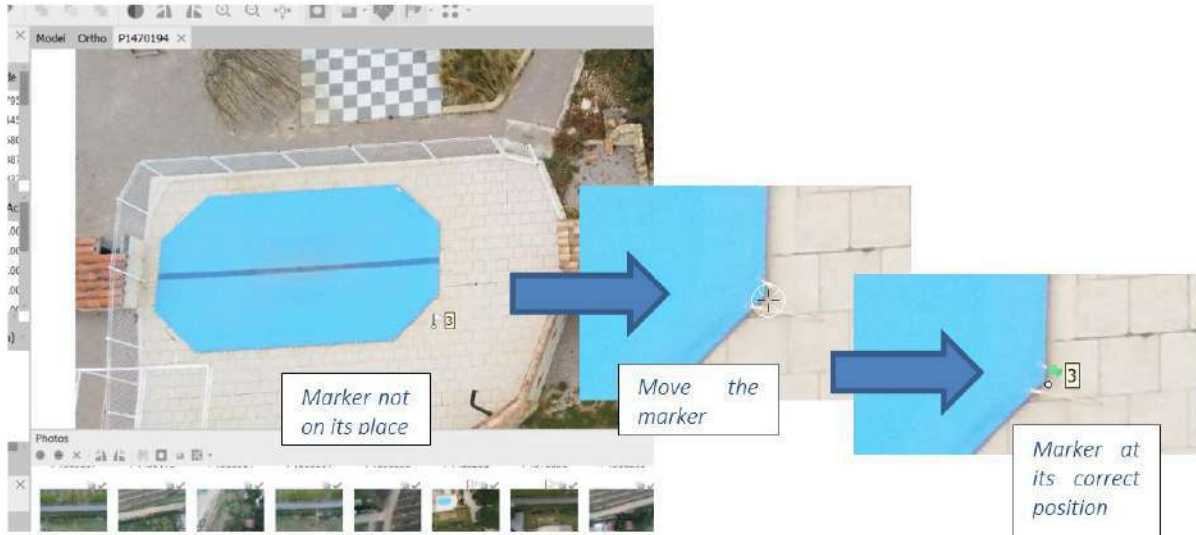 Model Ortho P1470194
3
Marker not
on its place
Move the
marker
3
Marker at
its correct
position
Photos